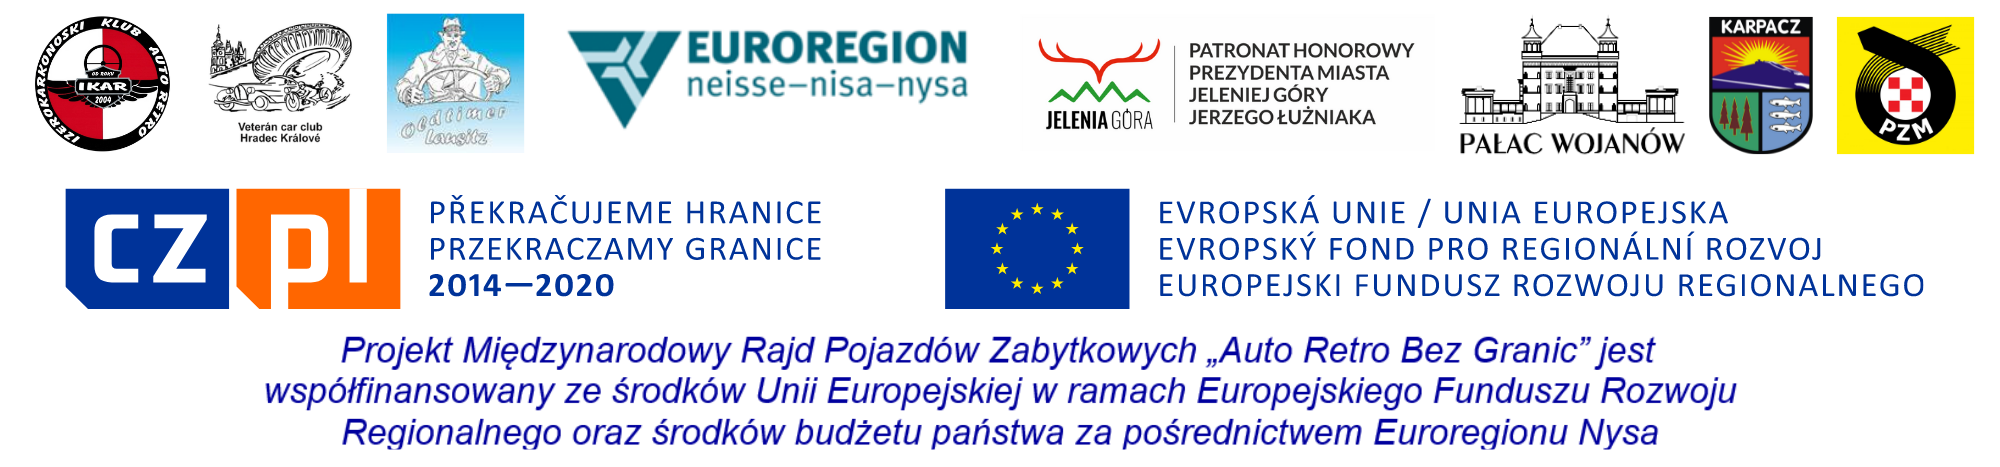 IZEROKARKONOSKI KLUB AUTO RETRO
OD ROKU
IKAR
2004
Veterán car club
Hradec Králové
Oldtimer
Lausitz
EUROREGION
neisse–nisa–nysa
JELENIA GÓRA
PATRONAT HONOROWY
PREZYDENTA MIASTA
JELENIEJ GÓRY
JERZEGO ŁUŻNIAKA
PAŁAC WOJANÓW
KARPACZ
PZM
cz pl
PŘEKRAČUJEME HRANICE
PRZEKRACZAMY GRANICE
2014—2020
EVROPSKÁ UNIE / UNIA EUROPEJSKA
EVROPSKÝ FOND PRO REGIONÁLNÍ ROZVOJ
EUROPEJSKI FUNDUSZ ROZWOJU REGIONALNEGO
Projekt Międzynarodowy Rajd Pojazdów Zabytkowych „Auto Retro Bez Granic” jest
współfinansowany ze środków Unii Europejskiej w ramach Europejskiego Funduszu Rozwoju
Regionalnego oraz środków budżetu państwa za pośrednictwem Euroregionu Nysa